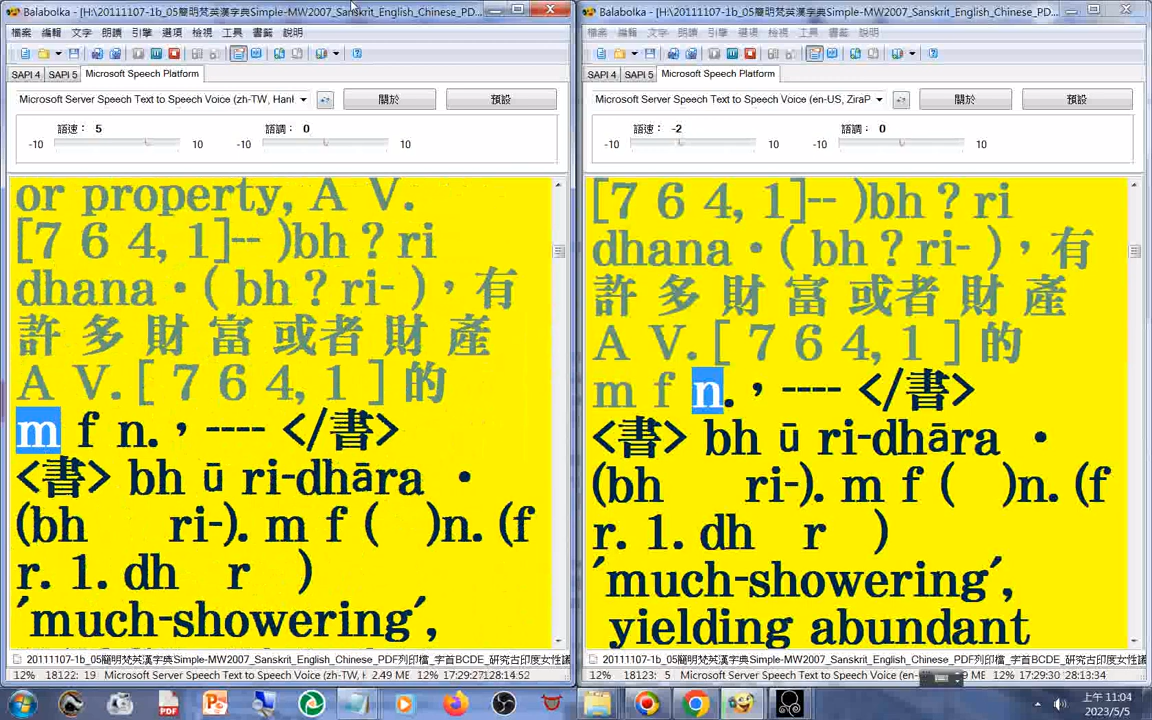 Balabolka - [H:\20111107-1b_05簡明梵英漢字典Simple-MW2007_Sanskrit_English_Chinese_PD...
檔案 編輯 文字 朗讀 引擎 選項 檢視 工具 書籤 說明
SAPI 4 SAPI 5 Microsoft Speech Platform
Microsoft Server Speech Text to Speech Voice (zh-TW, HanI 關於 預設
語速： 5 語調： 0
-10 10 -10 10
or property, A V.
[7 6 4, 1]-- )bh？ri
dhana‧( bh？ri- )，有
許 多 財 富 或者 財 產
A V. [ 7 6 4, 1 ] 的
m f n.，---- </書>
<書> bh ū ri-dhāra ‧
(bh ri-). m f ( )n. (f
r. 1. dh r )
'much-showering',
20111107-1b_05簡明梵英漢字典Simple-MW2007_Sanskrit_English_Chinese_PDF列印檔_字首BCDE_研究古印度女性議
12% 18122: 19 Microsoft Server Speech Text to Speech Voice (zh-TW, H 2.49 ME 12% 17:29:27/128:14:52
Balabolka - [H:\20111107-1b_05簡明梵英漢字典Simple-MW2007_Sanskrit_English_Chinese_PD...
檔案 編輯 文字 朗讀 引擎 選項 檢視 工具 書籤 說明
SAPI 4 SAPI 5 Microsoft Speech Platform
Microsoft Server Speech Text to Speech Voice (en-US, ZiraP 關於 預設
語速： -2 語調： 0
-10 10 -10 10
[7 6 4, 1]-- )bh？ri
dhana‧( bh？ri- )，有
許 多 財 富 或者 財 產
A V. [ 7 6 4, 1 ] 的
m f n.，---- </書>
<書> bh ū ri-dhāra ‧
(bh ri-). m f ( )n. (f
r. 1. dh r )
'much-showering',
yielding abundant
20111107-1b_05簡明梵英漢字典Simple-MW2007_Sanskrit_English_Chinese_PDF列印檔_字首BCDE_研究古印度女性議
12% 18123: 5 Microsoft Server Speech Text to Speech Voice (en-US, 12% 17:29:30/128:13:34
上午 11:04
2023/5/5